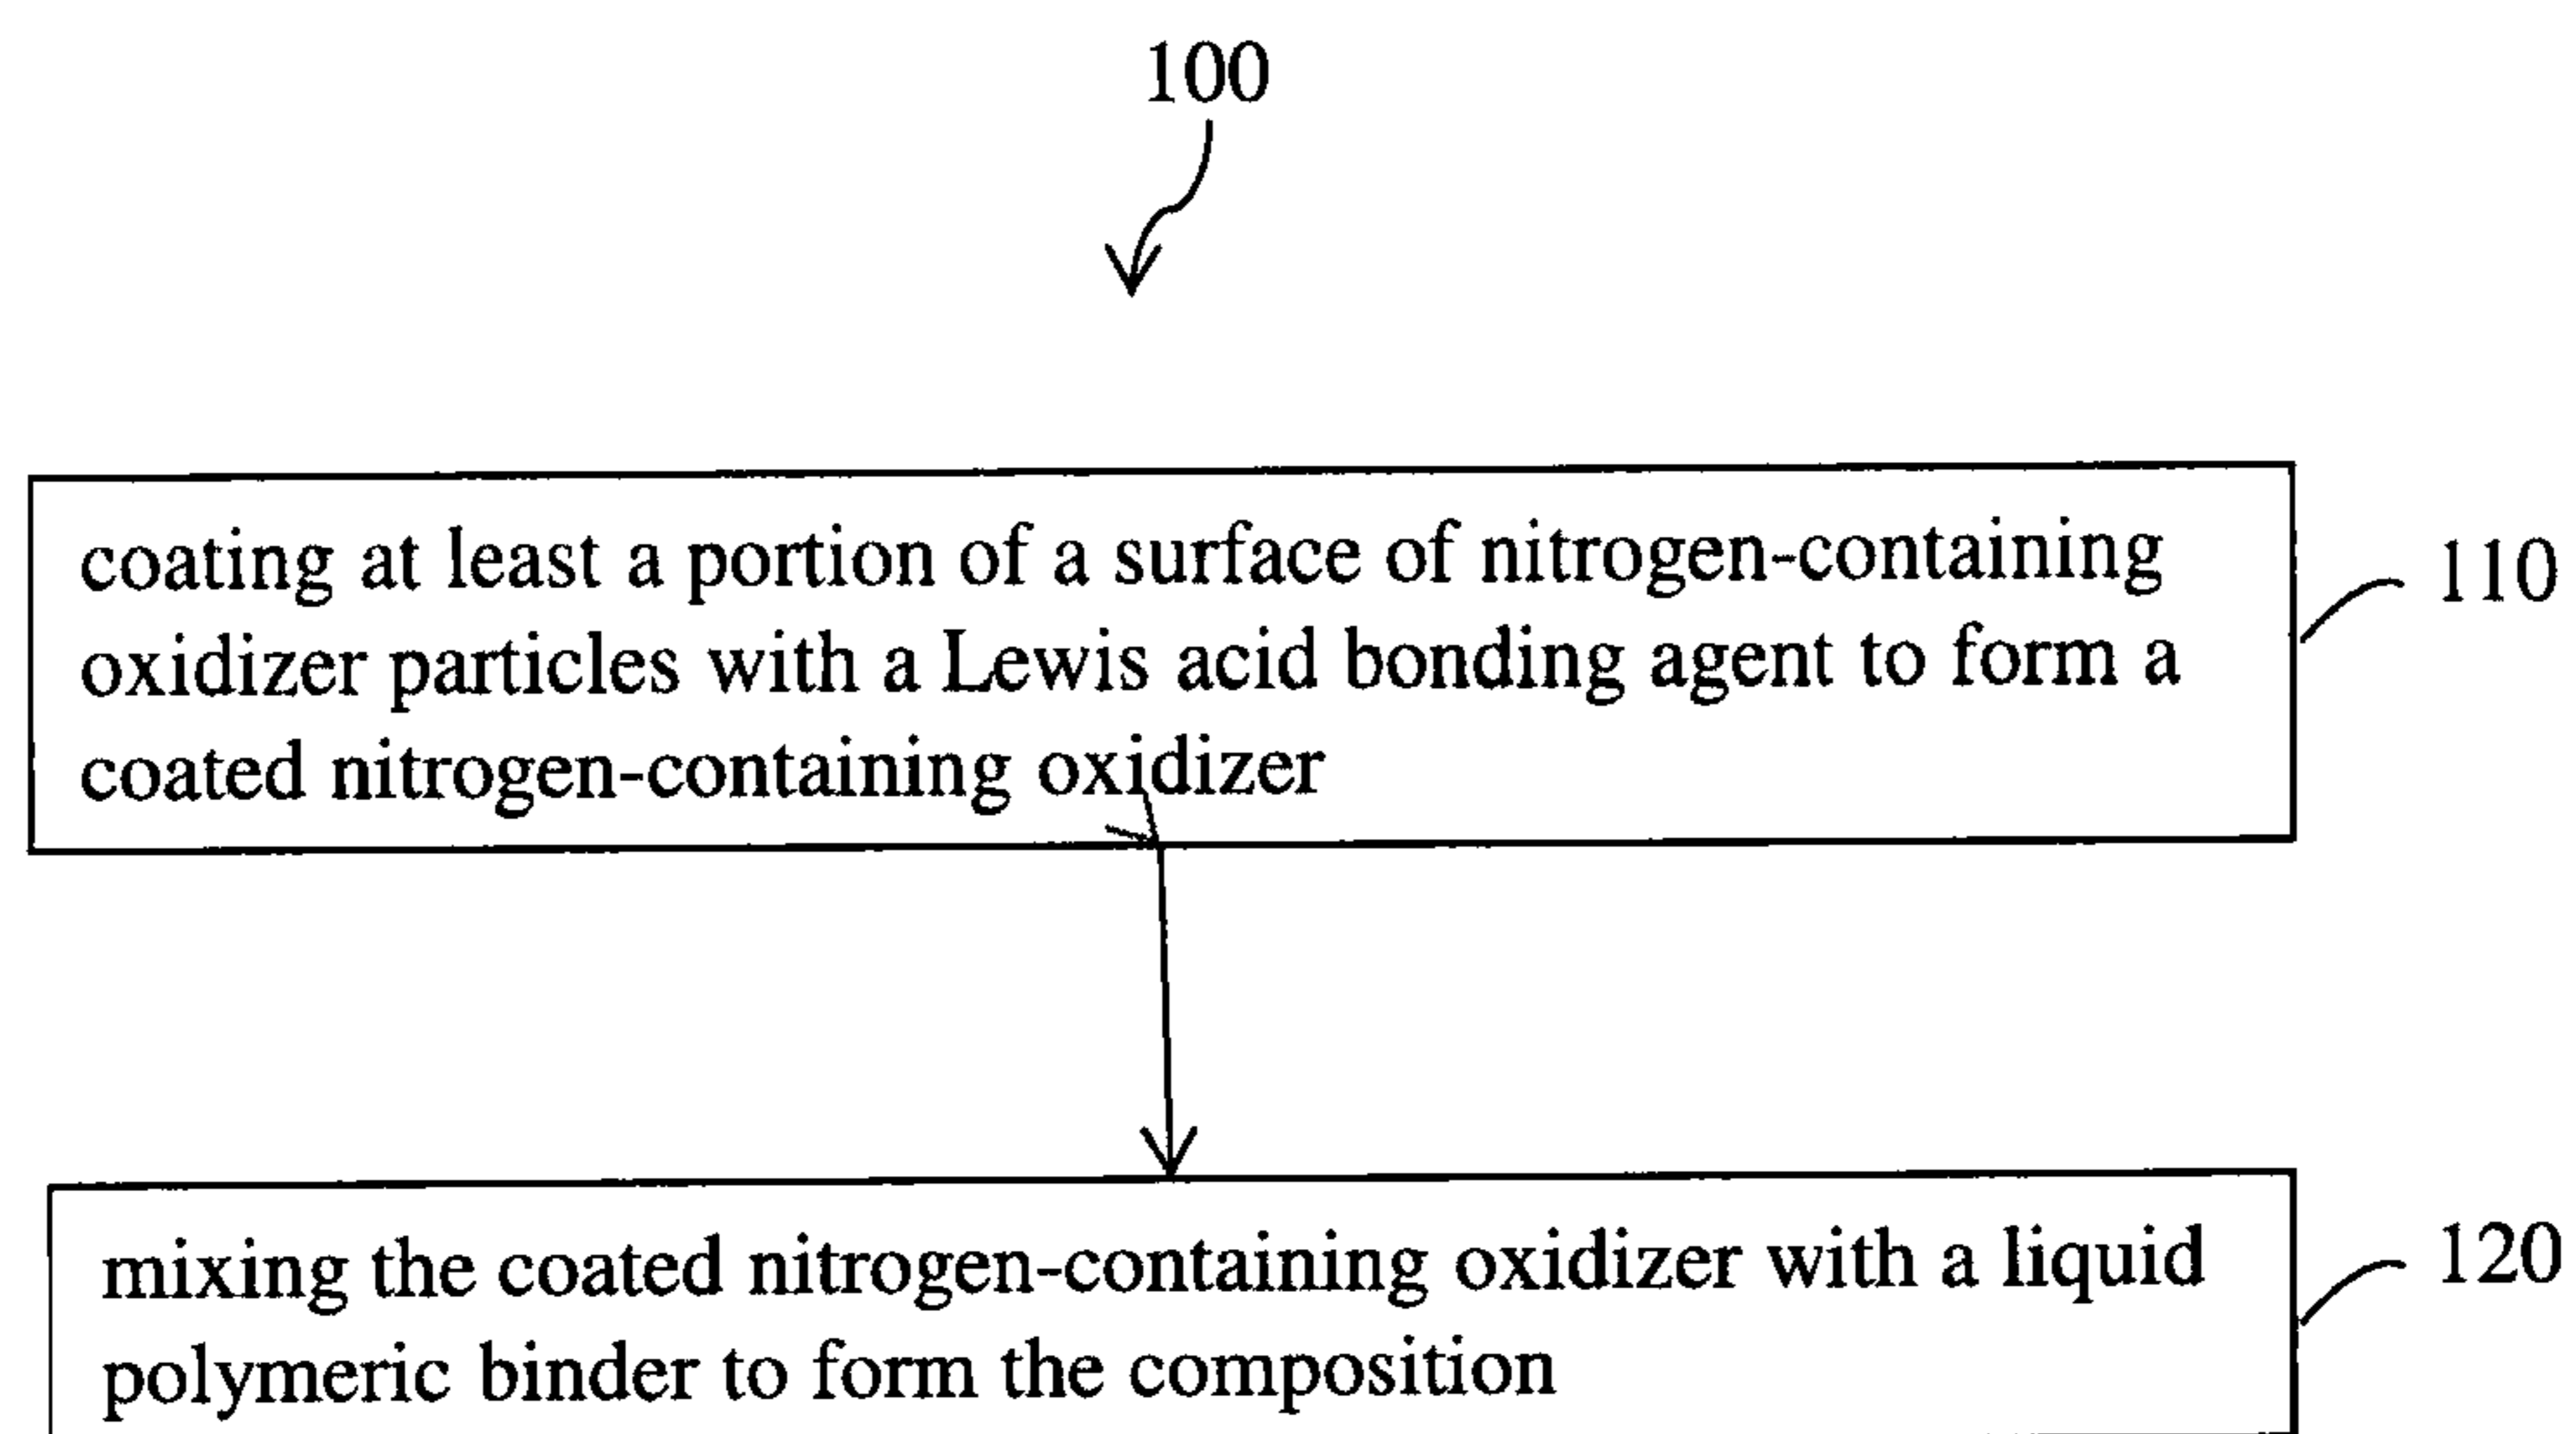 100
coating at least a portion of a surface of nitrogen-containing
oxidizer particles with a Lewis acid bonding agent to form a
coated nitrogen-containing oxidizer
110
mixing the coated nitrogen-containing oxidizer with a liquid
polymeric binder to form the composition
120